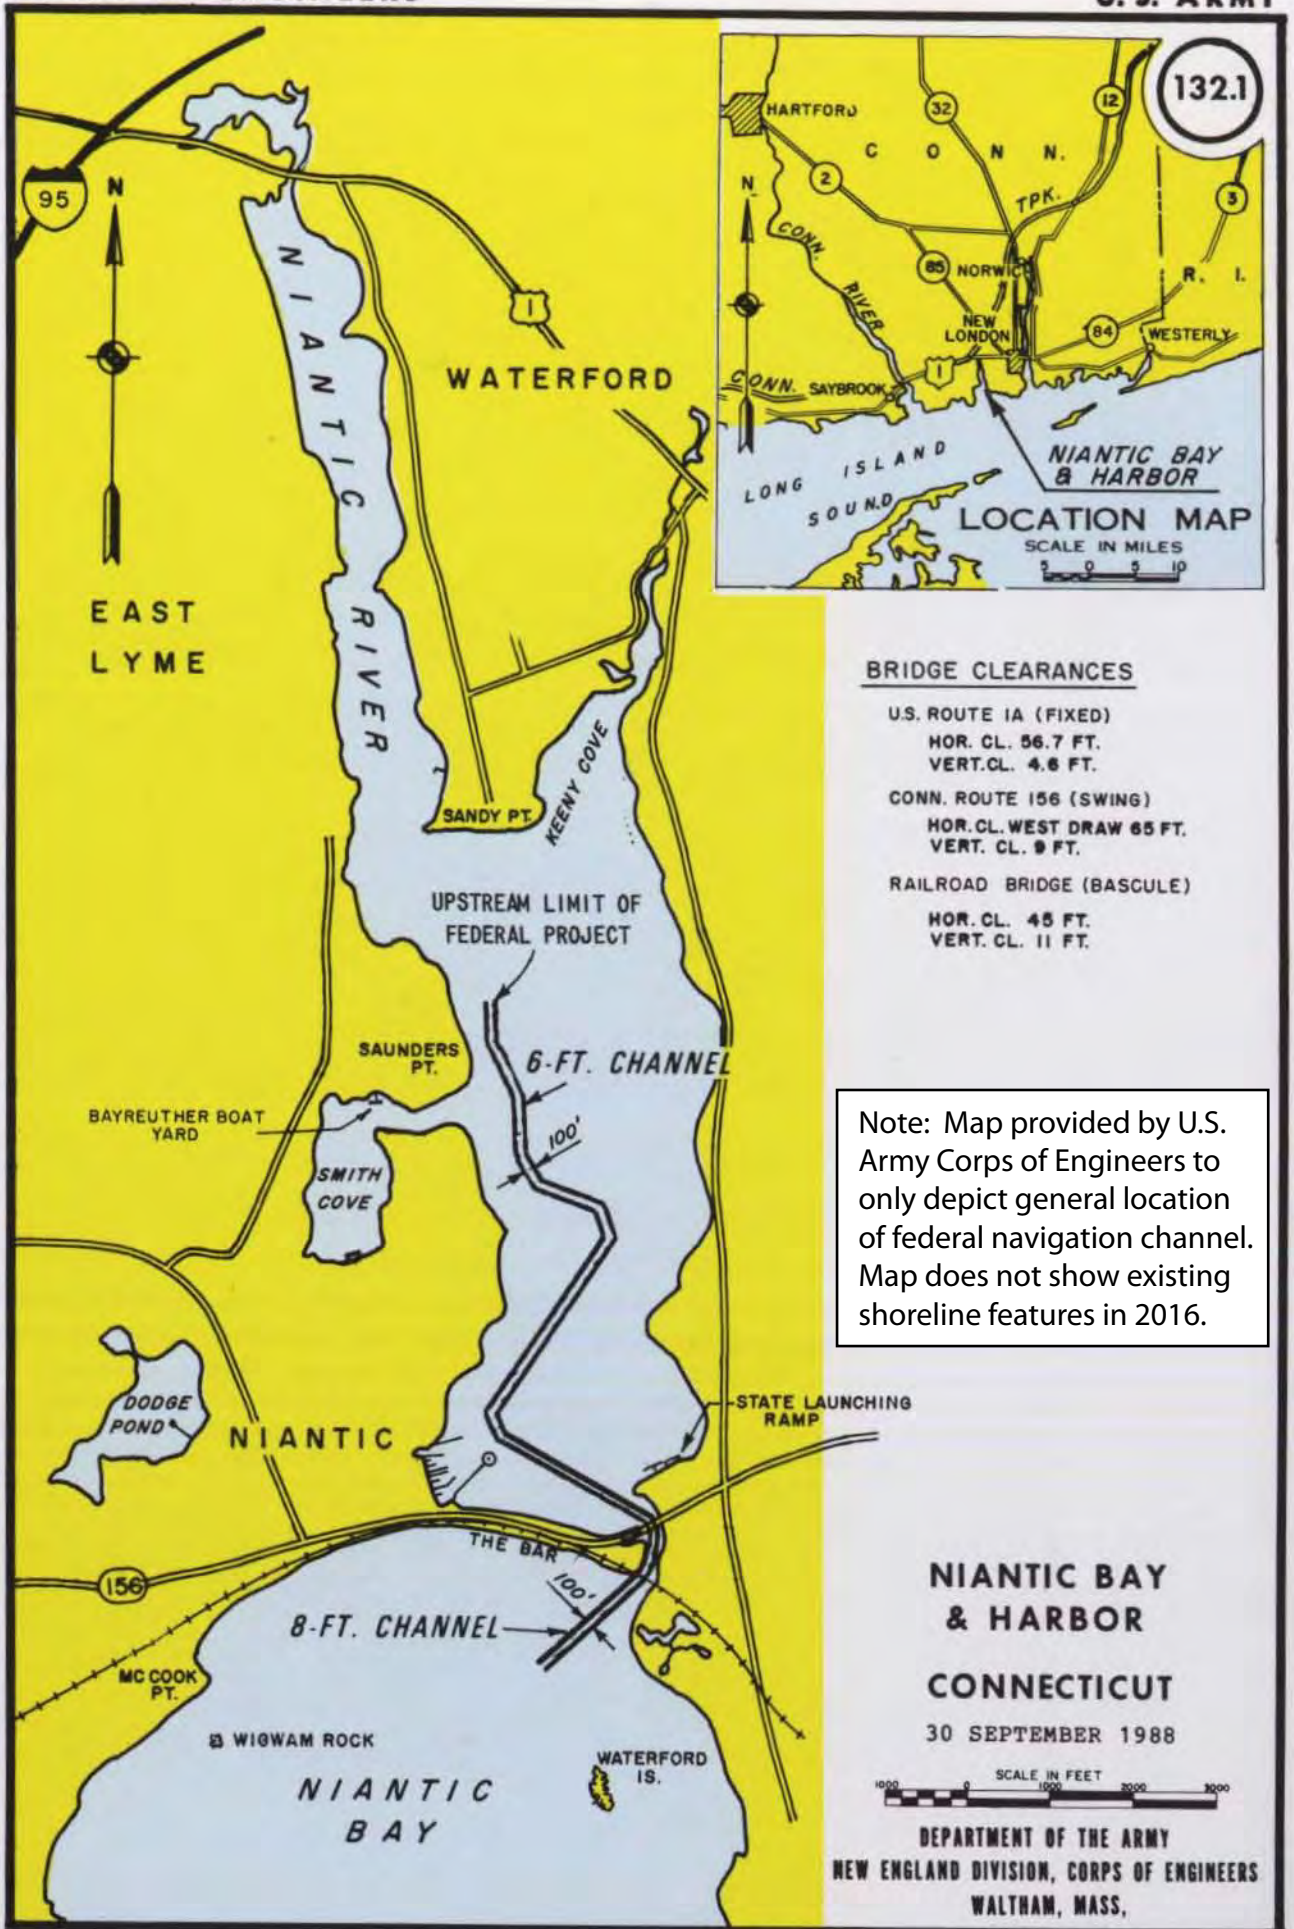 U. S. ARMY
132.1
HARTFORD
32
12
C O N N.
2
TPK.
3
N
CONN.
RIVER
85
NORWICH
R. I.
NEW
LONDON
84
WESTERLY
1
CONN.
SAYBROOK
LONG ISLAND
SOUND
NIANTIC BAY
& HARBOR
LOCATION MAP
SCALE IN MILES
5 0 5 10
95
N
NIANTIC
RIVER
1
WATERFORD
EAST
LYME
BRIDGE CLEARANCES
U.S. ROUTE 1A (FIXED)
HOR. CL. 56.7 FT.
VERT.CL. 4.6 FT.
CONN. ROUTE 156 (SWING)
HOR.CL.WEST DRAW 65 FT.
VERT. CL. 9 FT.
RAILROAD BRIDGE (BASCULE)
HOR. CL. 45 FT.
VERT. CL. 11 FT.
KEENY COVE
SANDY PT.
UPSTREAM LIMIT OF
FEDERAL PROJECT
SAUNDERS
PT.
6-FT. CHANNEL
BAYREUTHER BOAT
YARD
100'
SMITH
COVE
Note: Map provided by U.S.
Army Corps of Engineers to
only depict general location
of federal navigation channel.
Map does not show existing
shoreline features in 2016.
DODGE
POND
NIANTIC
STATE LAUNCHING
RAMP
THE BAR
156
100'
8-FT. CHANNEL
MC COOK
PT.
WIGWAM ROCK
WATERFORD
IS.
NIANTIC
BAY
NIANTIC BAY
& HARBOR
CONNECTICUT
30 SEPTEMBER 1988
SCALE IN FEET
1000 0 1000 2000 3000
DEPARTMENT OF THE ARMY
NEW ENGLAND DIVISION, CORPS OF ENGINEERS
WALTHAM, MASS,